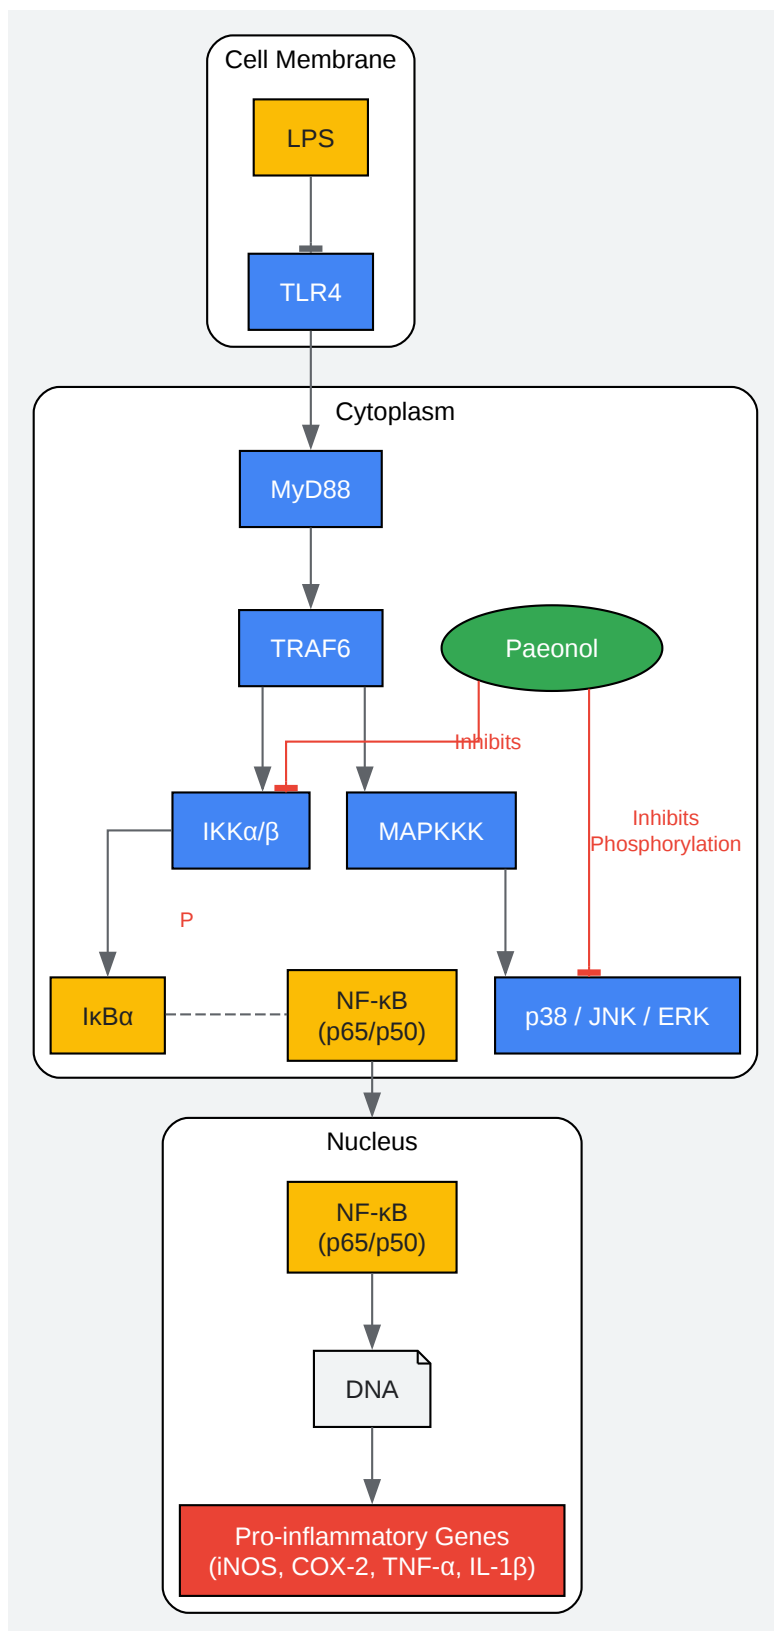 Cell Membrane
LPS
TLR4
Cytoplasm
MyD88
TRAF6
Paeonol
Inhibits
IKKα/β
MAPKKK
Inhibits
Phosphorylation
P
IκBα
NF-κB
(p65/p50)
p38 / JNK / ERK
Nucleus
NF-κB
(p65/p50)
DNA
Pro-inflammatory Genes
(iNOS, COX-2, TNF-α, IL-1β)